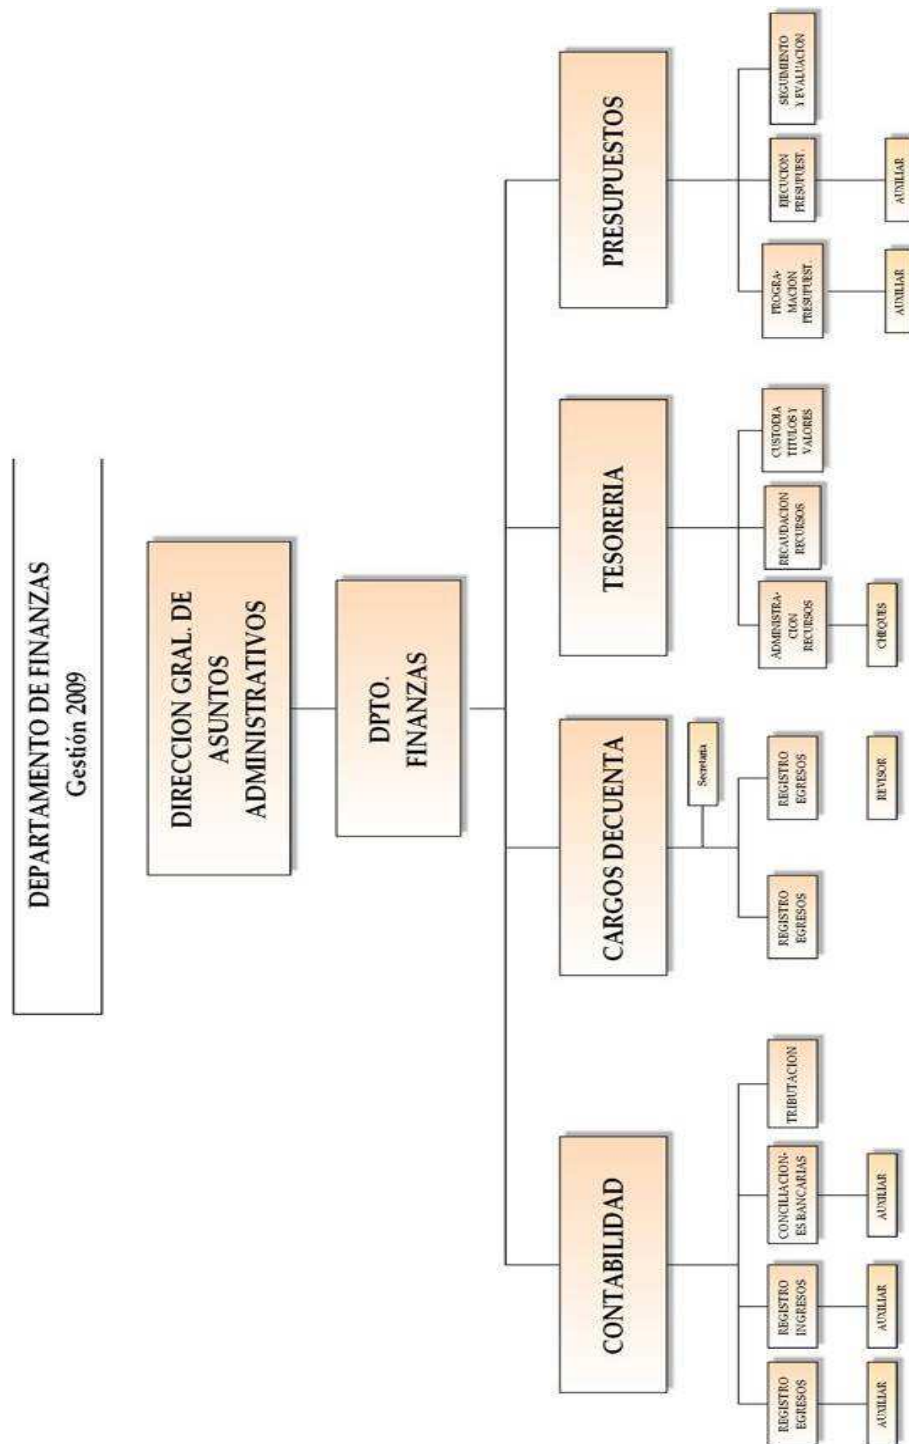 DEPARTAMENTO DE FINANZAS
Gestión 2009
DIRECCION GRAL. DE
ASUNTOS
ADMINISTRATIVOS
DPTO.
FINANZAS
CONTABILIDAD
CARGOS DECUENTA
TESORERIA
PRESUPUESTOS
Secretaria
REGISTRO
EGRESOS
REGISTRO
INGRESOS
CONCILIACION-
ES BANCARIAS
TRIBUTACION
REGISTRO
EGRESOS
REGISTRO
EGRESOS
ADMINISTRA-
CION
RECURSOS
RECAUDACION
RECURSOS
CUSTODIA
TITULOS Y
VALORES
PROGRA-
MACION
PRESUPUEST.
EJECUCION
PRESUPUEST.
SEGUIMIENTO
Y EVALUACION
AUXILIAR
AUXILIAR
AUXILIAR
REVISOR
CHEQUES
AUXILIAR
AUXILIAR